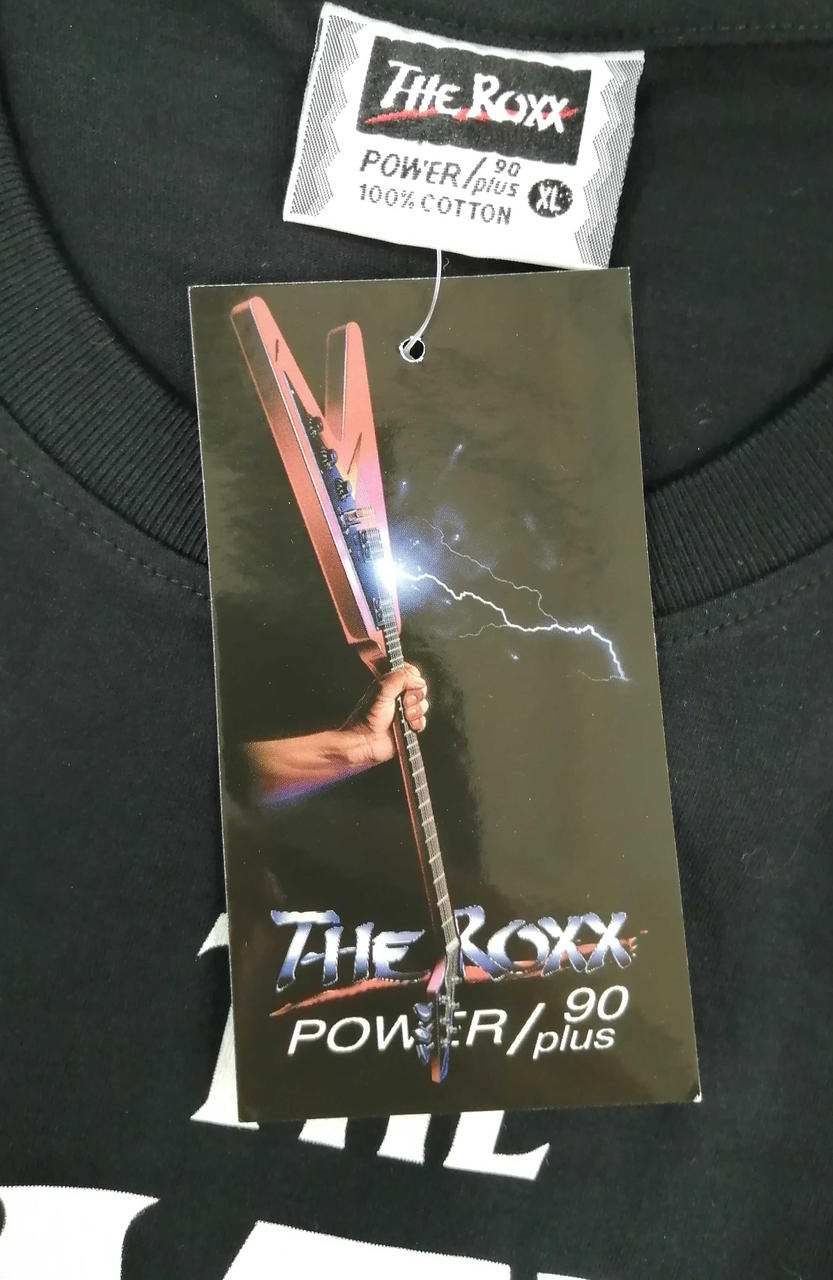 THE ROXX
POWER/90 plus
100% COTTON
XL
THE ROXX
POWER/90 plus